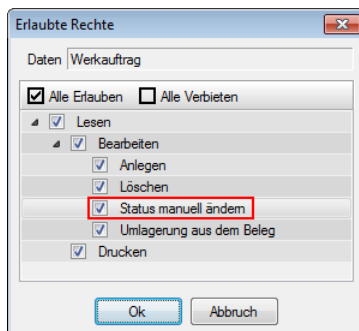 Erlaubte Rechte
Daten Werkauftrag
Alle Erlauben Alle Verbieten
Lesen
Bearbeiten
Anlegen
Löschen
Status manuell ändern
Umlagerung aus dem Beleg
Drucken
Ok Abbruch